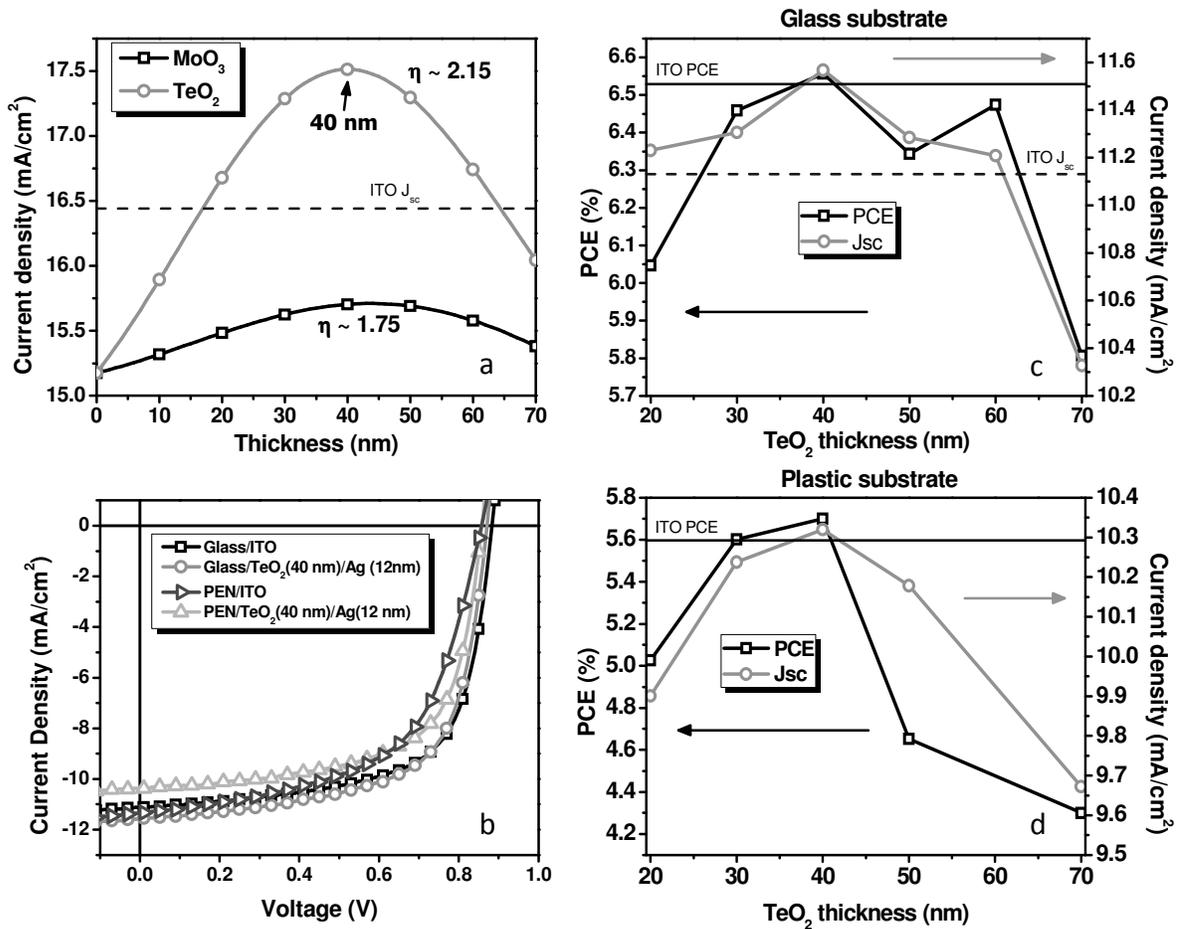 MoO₃
TeO₂
η ~ 2.15
40 nm
ITO Jsc
η ~ 1.75
a
Current density (mA/cm²)
17.5
17.0
16.5
16.0
15.5
15.0
0 10 20 30 40 50 60 70
Thickness (nm)
Glass substrate
ITO PCE
ITO Jsc
PCE
Jsc
c
PCE (%)
6.6
6.5
6.4
6.3
6.2
6.1
6.0
5.9
5.8
5.7
11.6
11.4
11.2
11.0
10.8
10.6
10.4
10.2
Current density (mA/cm²)
20 30 40 50 60 70
TeO₂ thickness (nm)
Glass/ITO
Glass/TeO₂(40 nm)/Ag (12nm)
PEN/ITO
PEN/TeO₂(40 nm)/Ag(12 nm)
b
Current Density (mA/cm²)
0
-2
-4
-6
-8
-10
-12
0.0 0.2 0.4 0.6 0.8 1.0
Voltage (V)
Plastic substrate
ITO PCE
PCE
Jsc
d
PCE (%)
5.8
5.6
5.4
5.2
5.0
4.8
4.6
4.4
4.2
10.4
10.3
10.2
10.1
10.0
9.9
9.8
9.7
9.6
9.5
Current density (mA/cm²)
20 30 40 50 60 70
TeO₂ thickness (nm)